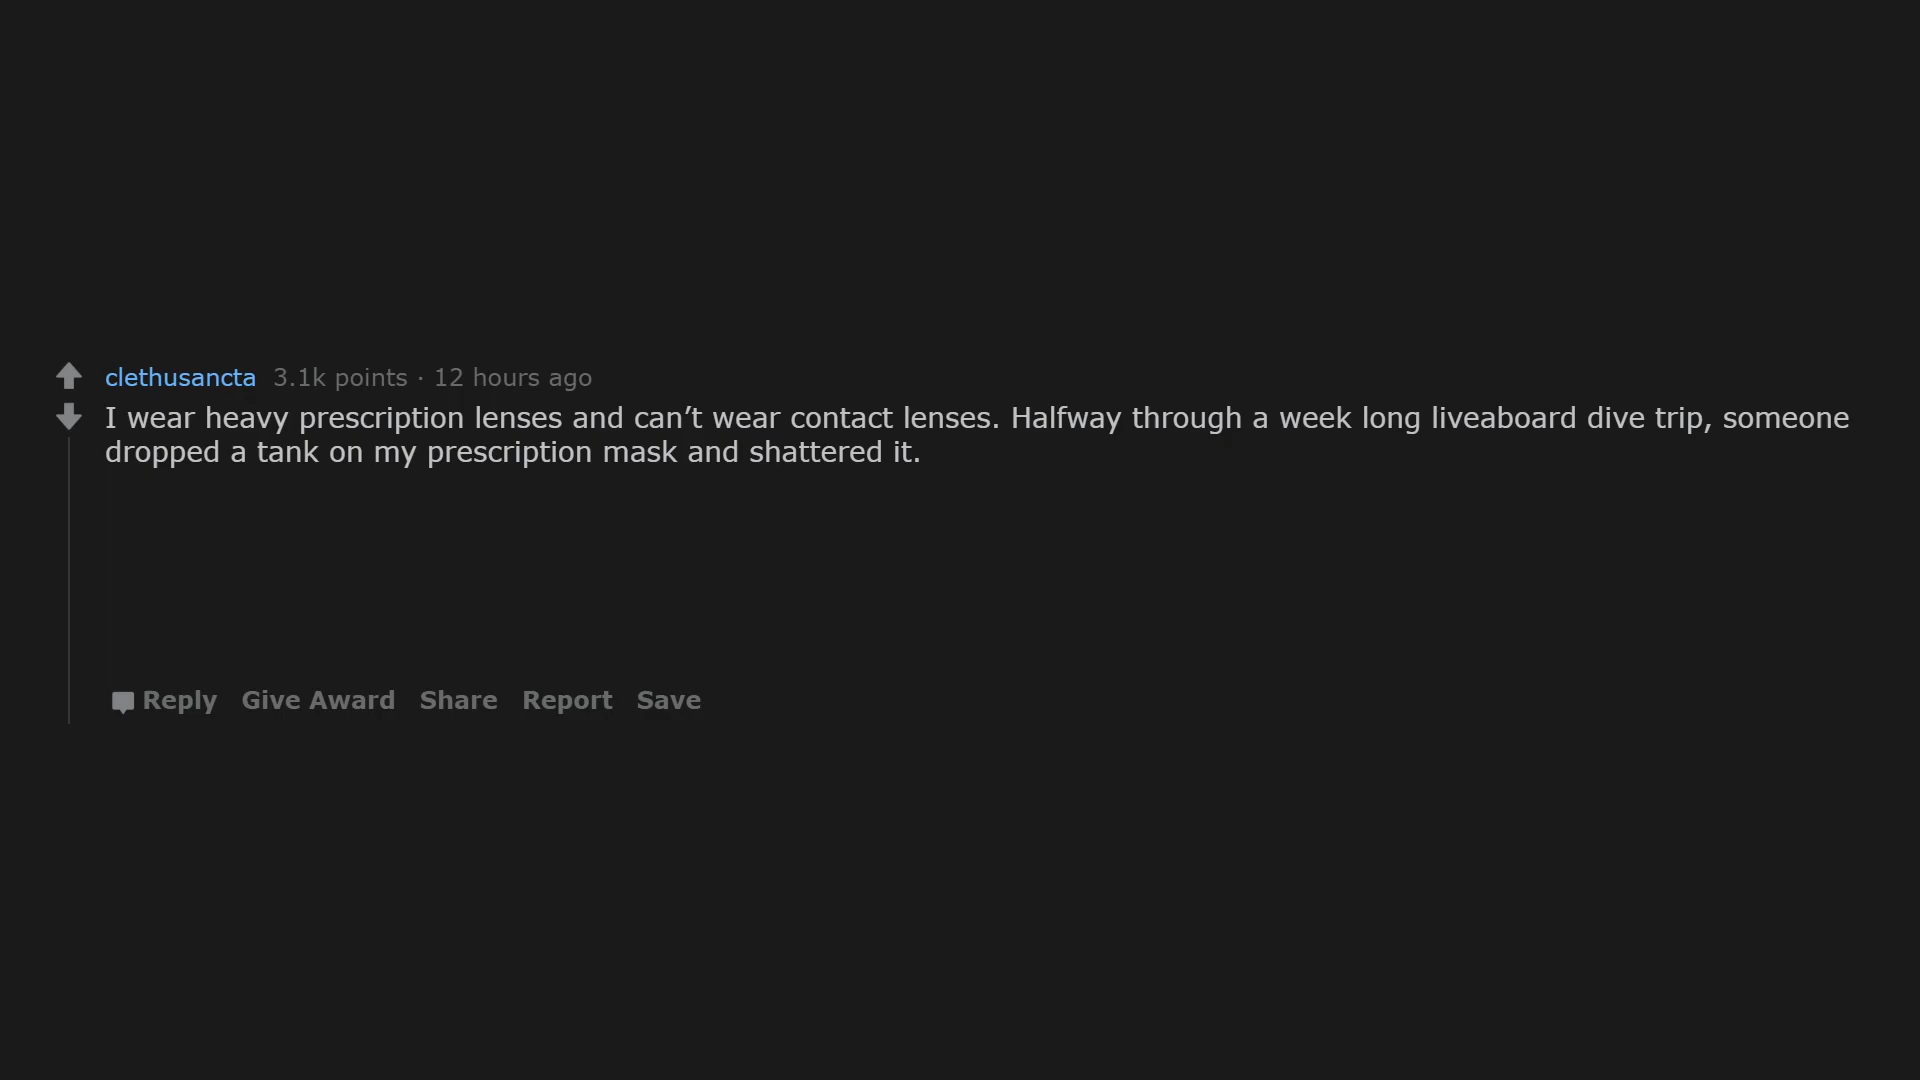 clethusancta 3.1k points · 12 hours ago
I wear heavy prescription lenses and can’t wear contact lenses. Halfway through a week long liveaboard dive trip, someone
dropped a tank on my prescription mask and shattered it.
Reply Give Award Share Report Save